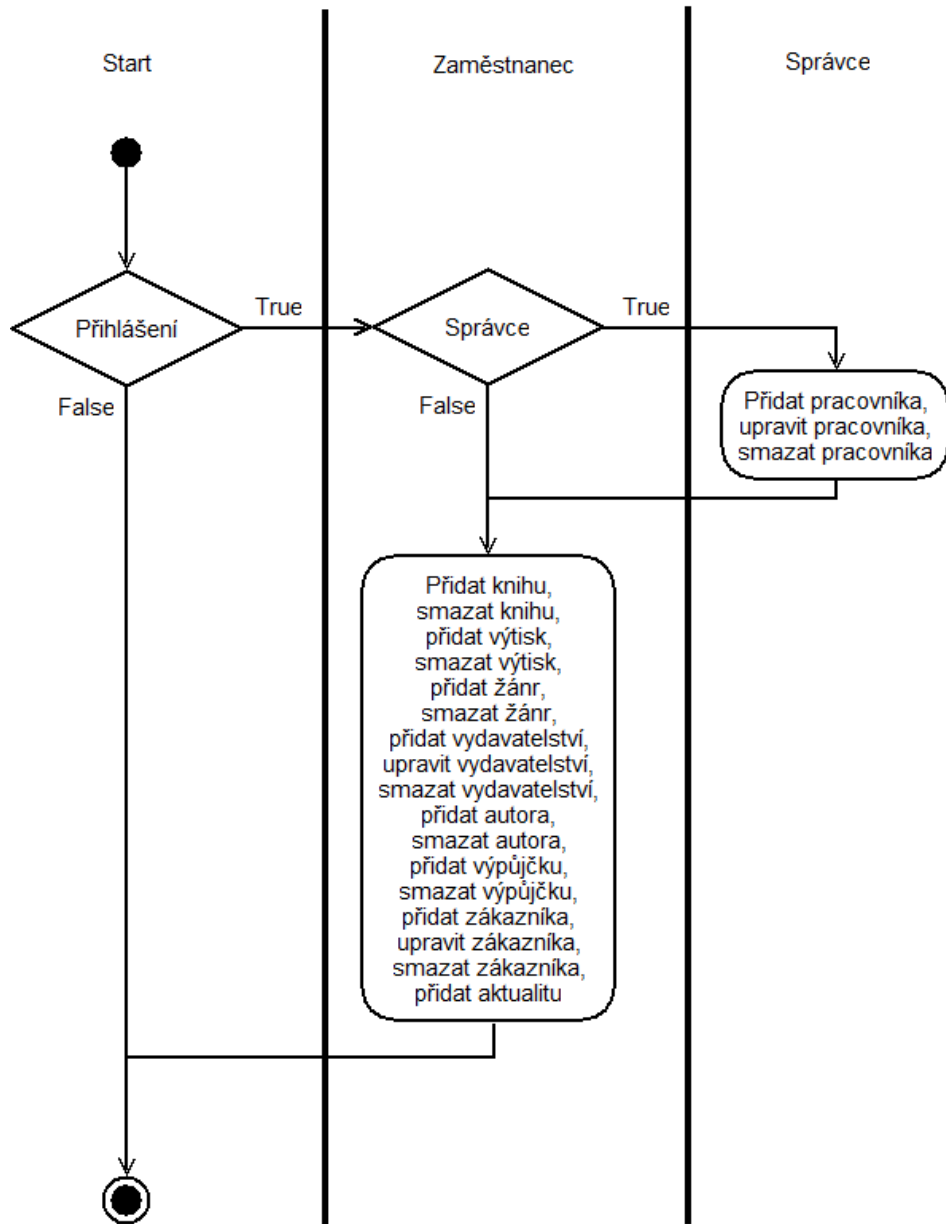 Start
Zaměstnanec
Správce
Přihlášení
True
Správce
True
False
False
Přidat pracovníka,
upravit pracovníka,
smazat pracovníka
Přidat knihu,
smazat knihu,
přidat výtisk,
smazat výtisk,
přidat žánr,
smazat žánr,
přidat vydavatelství,
upravit vydavatelství,
smazat vydavatelství,
přidat autora,
smazat autora,
přidat výpůjčku,
smazat výpůjčku,
přidat zákazníka,
upravit zákazníka,
smazat zákazníka,
přidat aktualitu